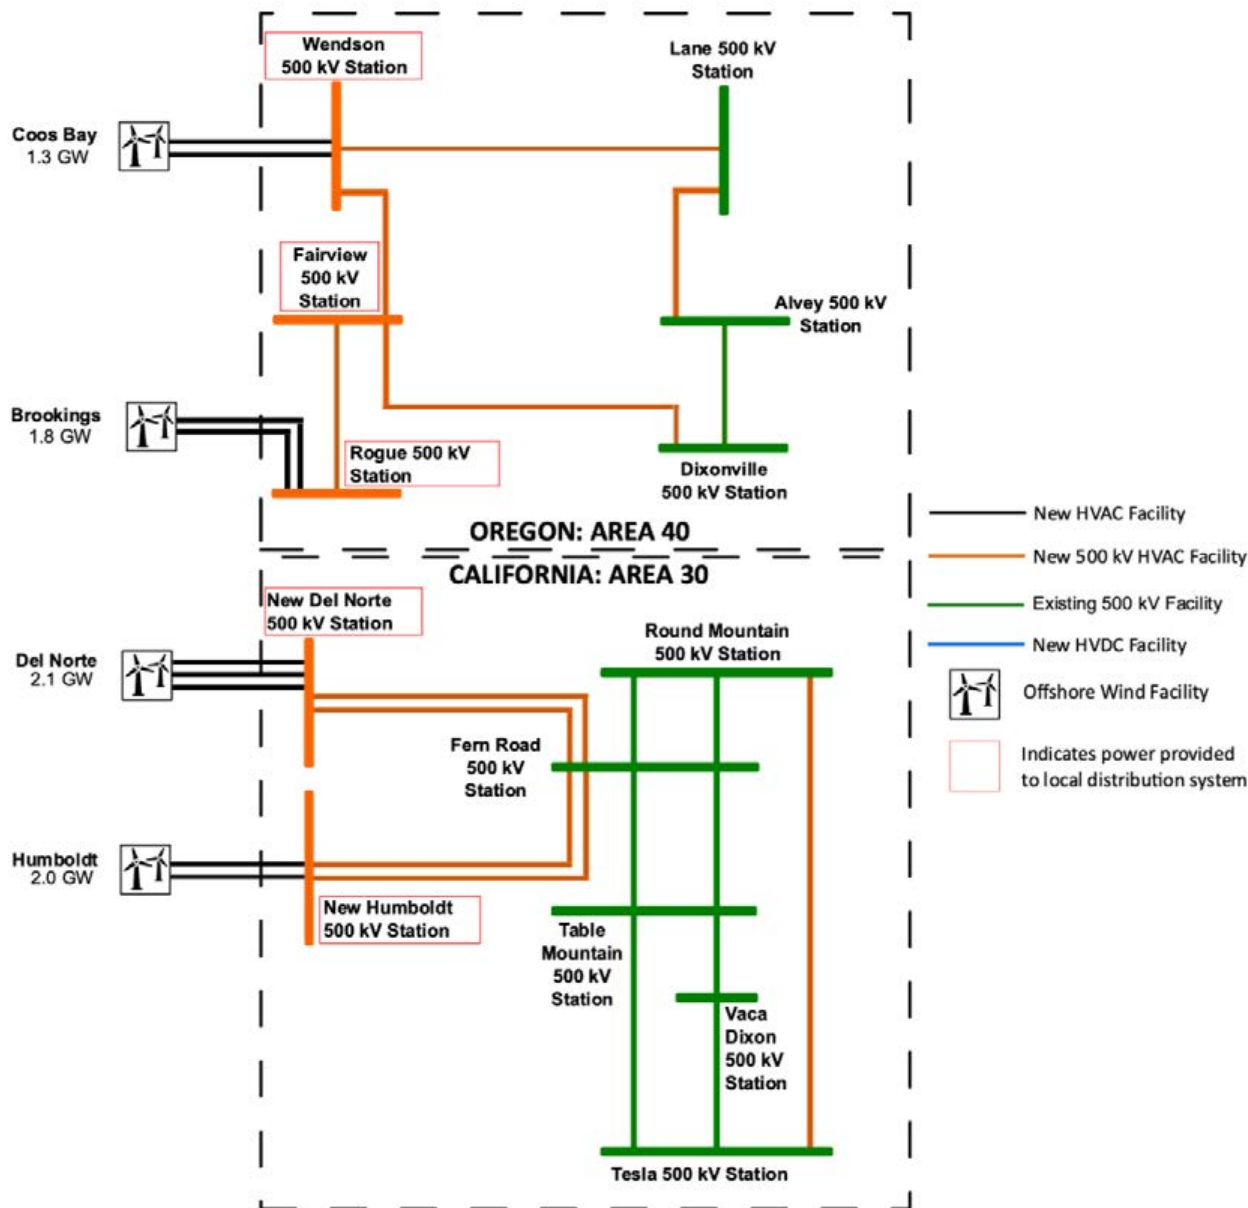 Wendson
500 kV Station
Lane 500 kV
Station
Coos Bay
1.3 GW
Fairview
500 kV
Station
Alvey 500 kV
Station
Brookings
1.8 GW
Rogue 500 kV
Station
Dixonville
500 kV Station
OREGON: AREA 40
CALIFORNIA: AREA 30
New HVAC Facility
New 500 kV HVAC Facility
Existing 500 kV Facility
New HVDC Facility
Offshore Wind Facility
Indicates power provided
to local distribution system
New Del Norte
500 kV Station
Round Mountain
500 kV Station
Del Norte
2.1 GW
Fern Road
500 kV
Station
Humboldt
2.0 GW
New Humboldt
500 kV Station
Table
Mountain
500 kV
Station
Vaca
Dixon
500 kV
Station
Tesla 500 kV Station